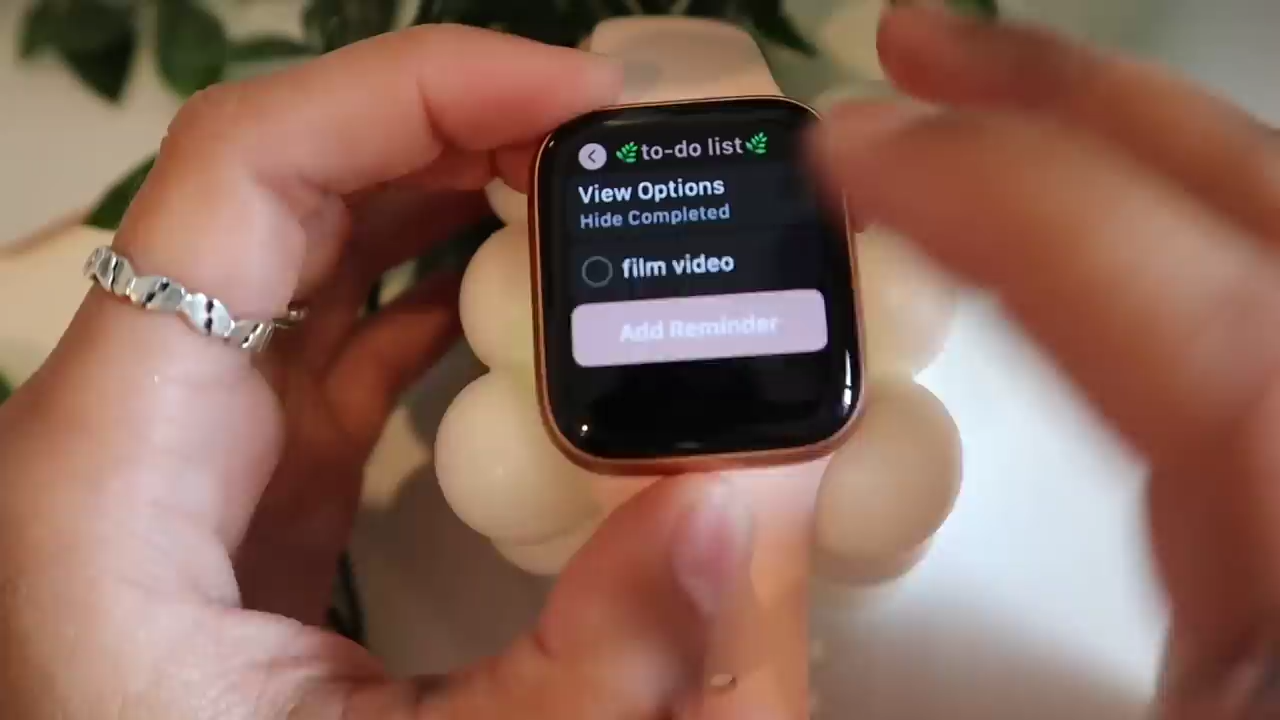 🌿to-do list🌿
View Options
Hide Completed
film video
Add Reminder